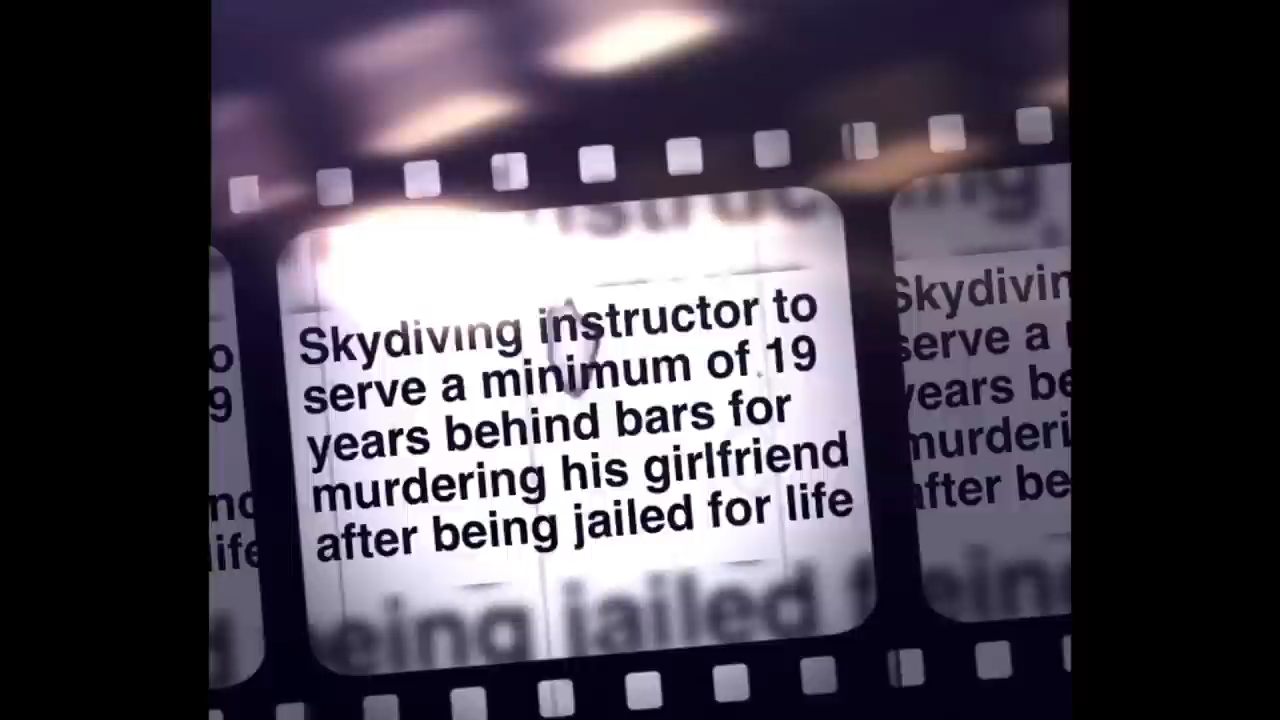 Skydiving instructor to
serve a minimum of 19
years behind bars for
murdering his girlfriend
after being jailed for life